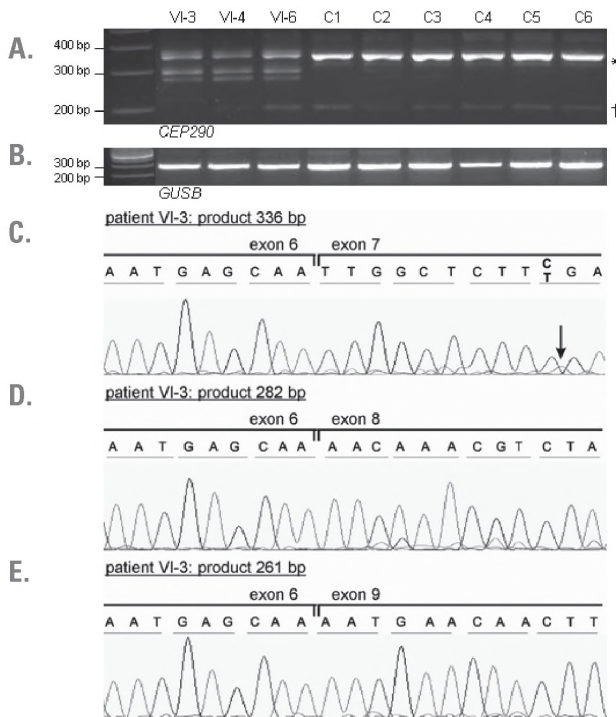 VI-3 VI-4 VI-6 C1 C2 C3 C4 C5 C6
A.
400 bp
300 bp
200 bp
*
†
CEP290
B.
300 bp
200 bp
GUSB
C.
patient VI-3: product 336 bp
exon 6 exon 7
A A T G A G C A A T T G G C T C T T C G A
T
D.
patient VI-3: product 282 bp
exon 6 exon 8
A A T G A G C A A A A C A A A C G T C T A
E.
patient VI-3: product 261 bp
exon 6 exon 9
A A T G A G C A A A A T G A A C A A C T T